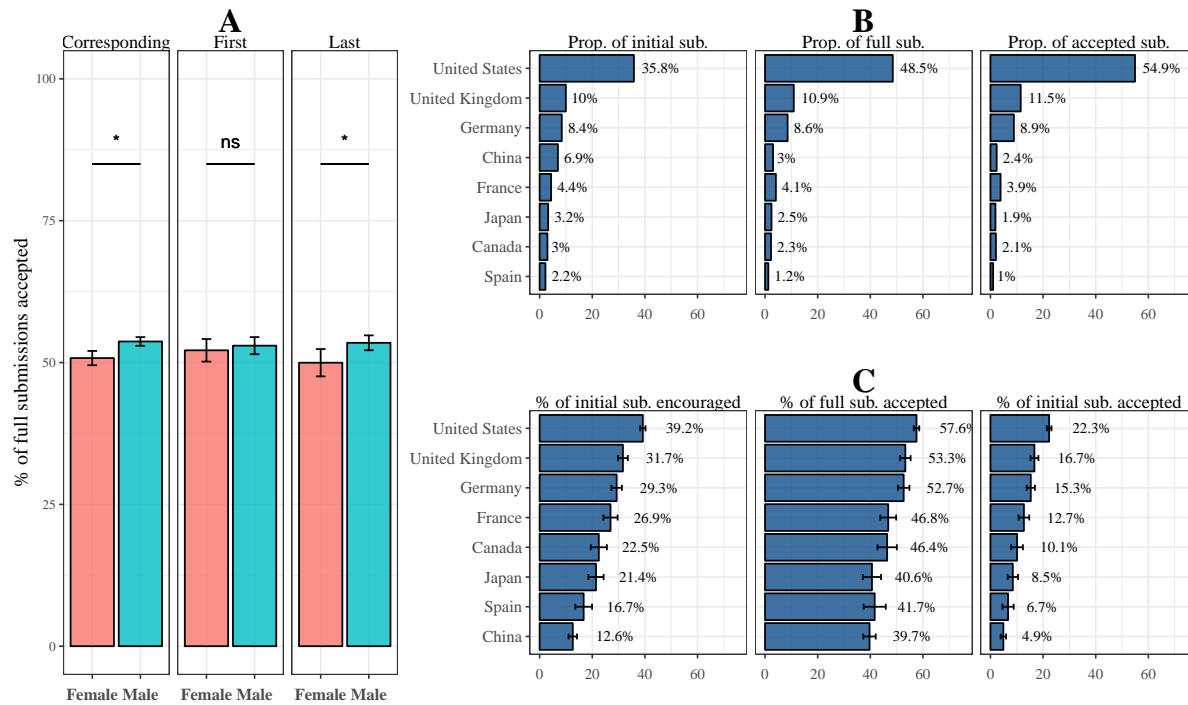 A
Corresponding First Last
% of full submissions accepted
100
75
50
25
0
* ns *
Female Male Female Male Female Male
B
Prop. of initial sub. Prop. of full sub. Prop. of accepted sub.
United States 35.8% 48.5% 54.9%
United Kingdom 10% 10.9% 11.5%
Germany 8.4% 8.6% 8.9%
China 6.9% 3% 2.4%
France 4.4% 4.1% 3.9%
Japan 3.2% 2.5% 1.9%
Canada 3% 2.3% 2.1%
Spain 2.2% 1.2% 1%
0 20 40 60 0 20 40 60 0 20 40 60
C
% of initial sub. encouraged % of full sub. accepted % of initial sub. accepted
United States 39.2% 57.6% 22.3%
United Kingdom 31.7% 53.3% 16.7%
Germany 29.3% 52.7% 15.3%
France 26.9% 46.8% 12.7%
Canada 22.5% 46.4% 10.1%
Japan 21.4% 40.6% 8.5%
Spain 16.7% 41.7% 6.7%
China 12.6% 39.7% 4.9%
0 20 40 60 0 20 40 60 0 20 40 60